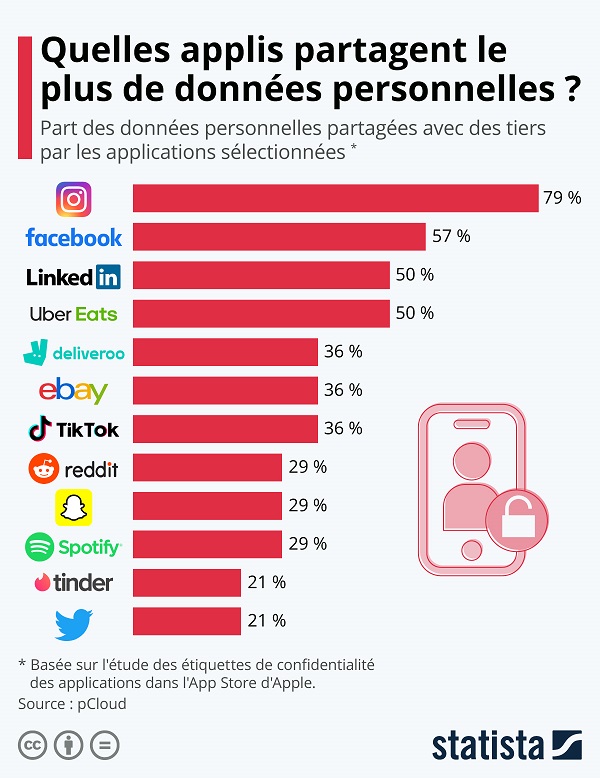 Quelles applis partagent le
plus de données personnelles ?
Part des données personnelles partagées avec des tiers
par les applications sélectionnées *
79 %
facebook 57 %
Linked in 50 %
Uber Eats 50 %
deliveroo 36 %
ebay 36 %
TikTok 36 %
reddit 29 %
29 %
Spotify 29 %
tinder 21 %
21 %
* Basée sur l'étude des étiquettes de confidentialité
des applications dans l'App Store d'Apple.
Source : pCloud
cc
statista